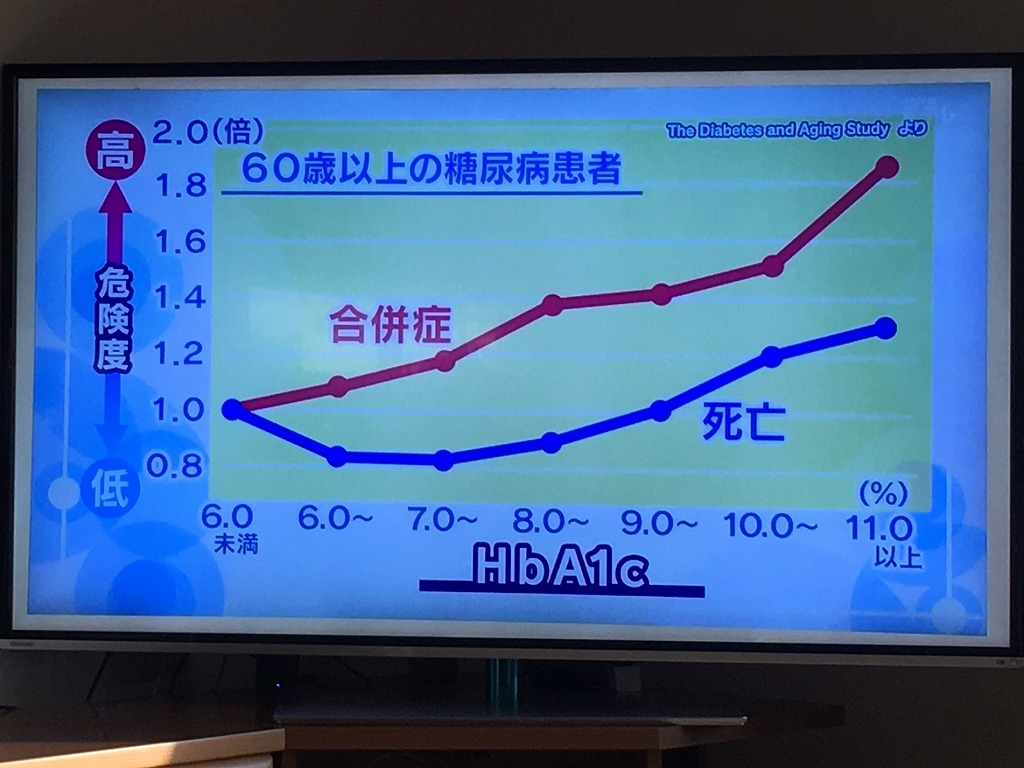 高
2.0(倍)
The Diabetes and Aging Study より
60歳以上の糖尿病患者
1.8
1.6
1.4
1.2
1.0
0.8
危険度
低
合併症
死亡
(%)
6.0未満 6.0～ 7.0～ 8.0～ 9.0～ 10.0～ 11.0以上
HbA1c